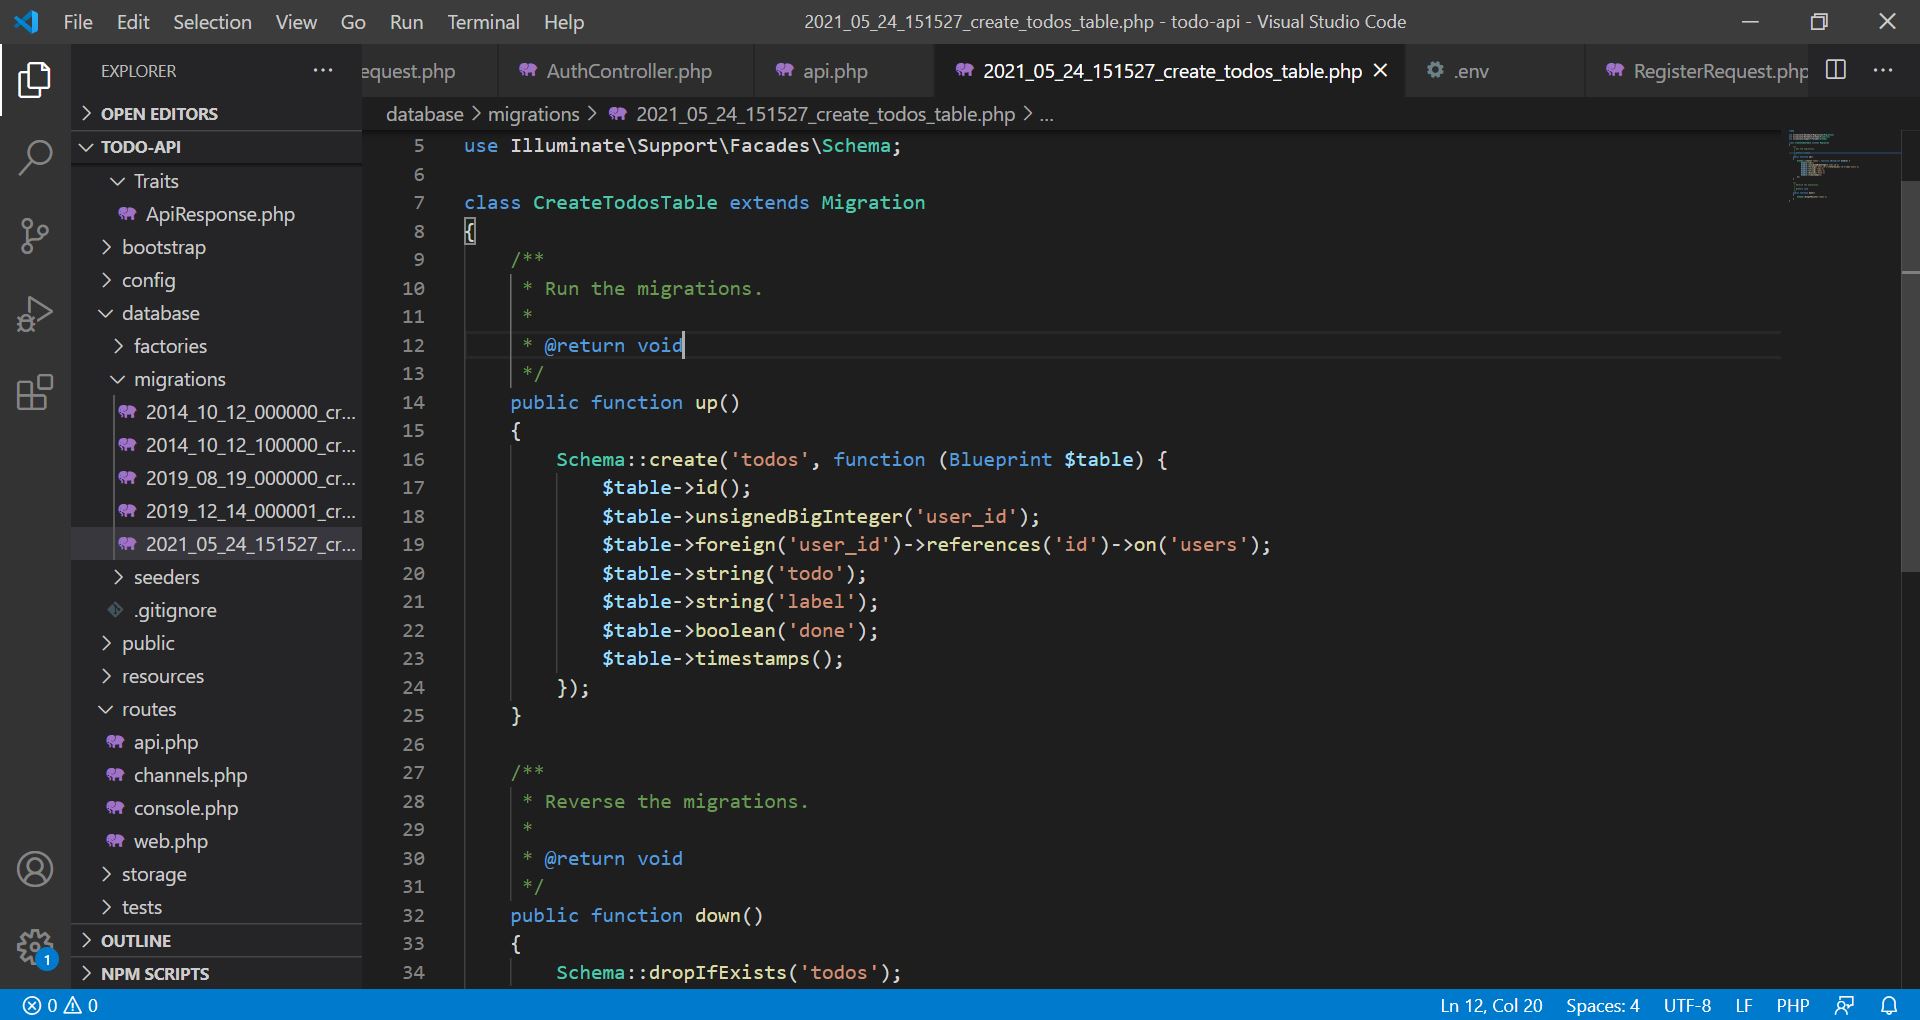 File Edit Selection View Go Run Terminal Help
2021_05_24_151527_create_todos_table.php - todo-api - Visual Studio Code
EXPLORER ...
equest.php AuthController.php api.php 2021_05_24_151527_create_todos_table.php .env RegisterRequest.php ...
OPEN EDITORS
TODO-API
Traits
ApiResponse.php
bootstrap
config
database
factories
migrations
2014_10_12_000000_cr...
2014_10_12_100000_cr...
2019_08_19_000000_cr...
2019_12_14_000001_cr...
2021_05_24_151527_cr...
seeders
.gitignore
public
resources
routes
api.php
channels.php
console.php
web.php
storage
tests
OUTLINE
NPM SCRIPTS
1
database > migrations > 2021_05_24_151527_create_todos_table.php > ...
5 use Illuminate\Support\Facades\Schema;
6
7 class CreateTodosTable extends Migration
8 {
9     /**
10      * Run the migrations.
11      *
12      * @return void
13      */
14     public function up()
15     {
16         Schema::create('todos', function (Blueprint $table) {
17             $table->id();
18             $table->unsignedBigInteger('user_id');
19             $table->foreign('user_id')->references('id')->on('users');
20             $table->string('todo');
21             $table->string('label');
22             $table->boolean('done');
23             $table->timestamps();
24         });
25     }
26
27     /**
28      * Reverse the migrations.
29      *
30      * @return void
31      */
32     public function down()
33     {
34         Schema::dropIfExists('todos');
0 0
Ln 12, Col 20 Spaces: 4 UTF-8 LF PHP